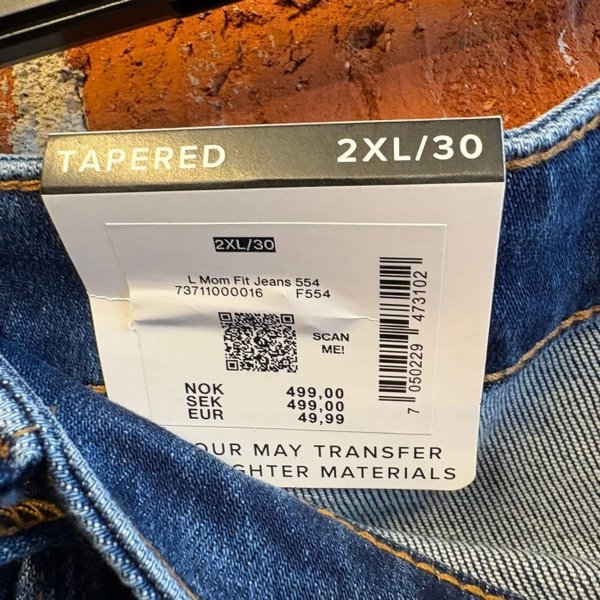 TAPERED 2XL/30
2XL/30
L Mom Fit Jeans 554
73711000016 F554
SCAN
ME!
NOK 499,00
SEK 499,00
EUR 49,99
7 050229 473102
OUR MAY TRANSFER
GHTER MATERIALS